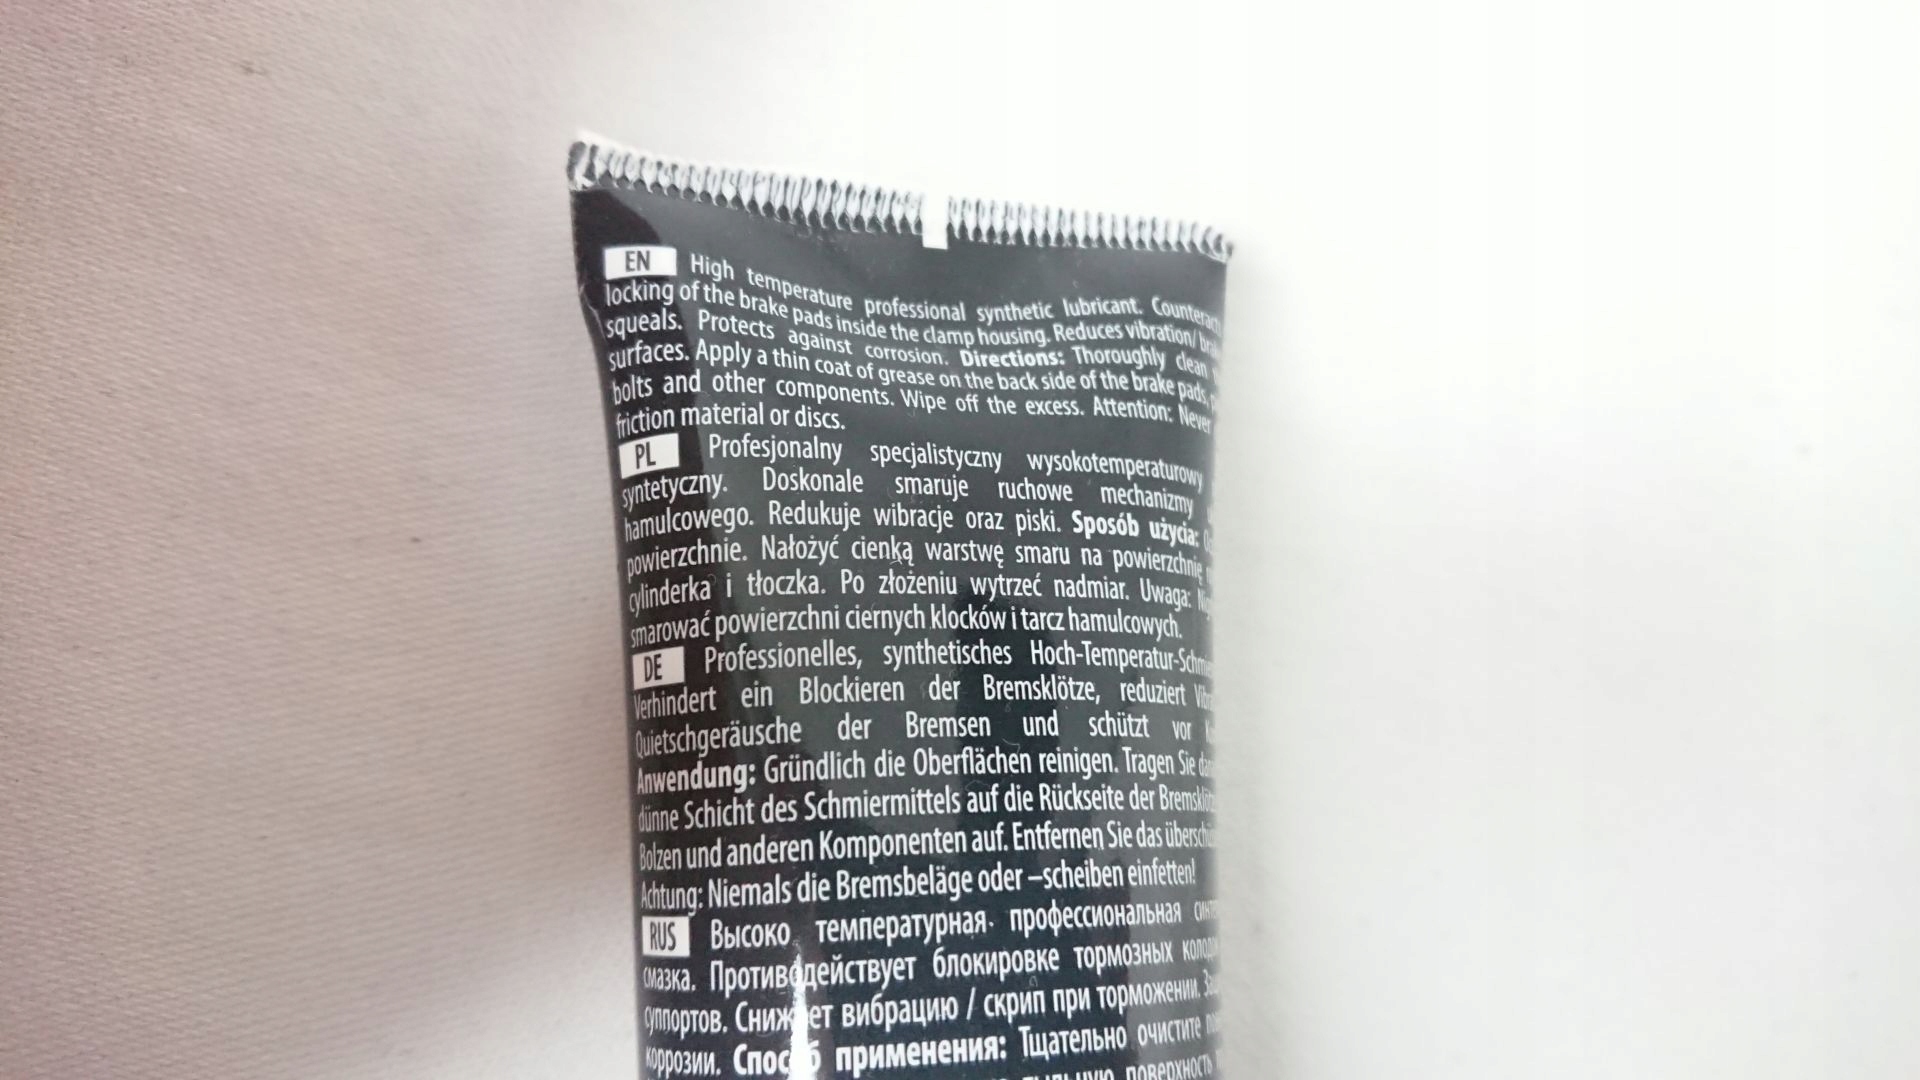 EN High temperature professional synthetic lubricant.
locking of the brake pads inside the clamp housing. Reduces vibration/
squeals. Protects against corrosion. Directions: Thoroughly clean
surfaces. Apply a thin coat of grease on the back side of the brake pads,
bolts and other components. Wipe off the excess. Attention: Never
friction material or discs.
PL Profesjonalny specjalistyczny wysokotemperaturowy
syntetyczny. Doskonale smaruje ruchowe mechanizmy
hamulcowego. Redukuje wibracje oraz piski. Sposób użycia:
powierzchnie. Nałożyć cienką warstwę smaru na powierzchnię
cylinderka i tłoczka. Po złożeniu wytrzeć nadmiar. Uwaga:
smarować powierzchni ciernych klocków i tarcz hamulcowych.
DE Professionelles, synthetisches
Verhindert ein Blockieren der Bremsklötze, reduziert
Quietschgeräusche der Bremsen und schützt vor
Anwendung: Gründlich die Oberflächen reinigen. Tragen Sie
dünne Schicht des Schmiermittels auf die Rückseite der
Bolzen und anderen Komponenten auf. Entfernen Sie das
Achtung: Niemals die Bremsbeläge oder –scheiben einfetten!
RUS Высоко температурная профессиональная
смазка. Противодействует блокировке тормозных
суппортов. Снижает вибрацию / скрип при торможении.
коррозии. Способ применения: Тщательно очистите
поверхность